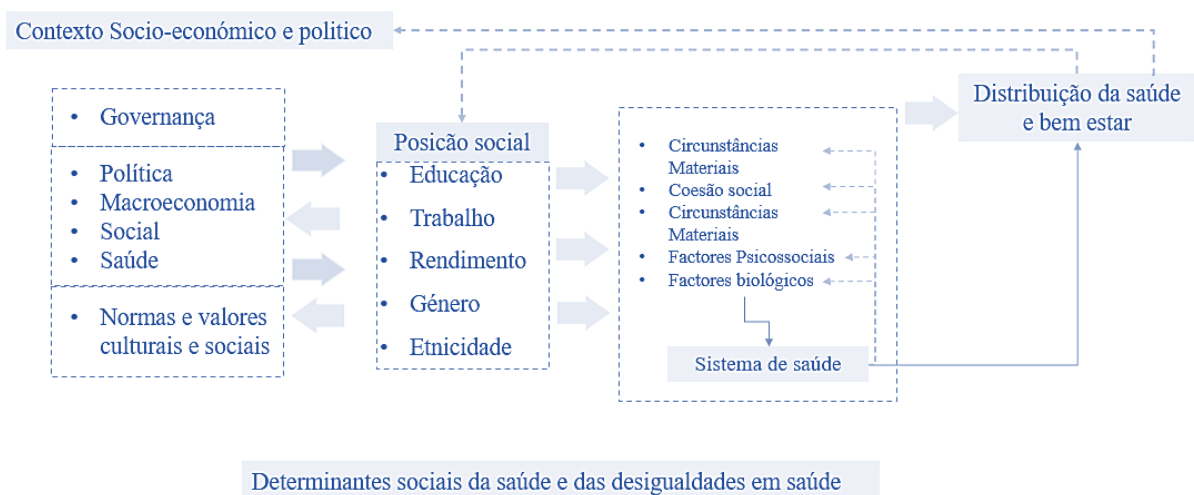 Contexto Socio-económico e politico
• Governança
• Política
• Macroeconomia
• Social
• Saúde
• Normas e valores
culturais e sociais
Posicão social
• Educação
• Trabalho
• Rendimento
• Género
• Etnicidade
• Circunstâncias
Materiais
• Coesão social
• Circunstâncias
Materiais
• Factores Psicossociais
• Factores biológicos
Sistema de saúde
Distribuição da saúde
e bem estar
Determinantes sociais da saúde e das desigualdades em saúde